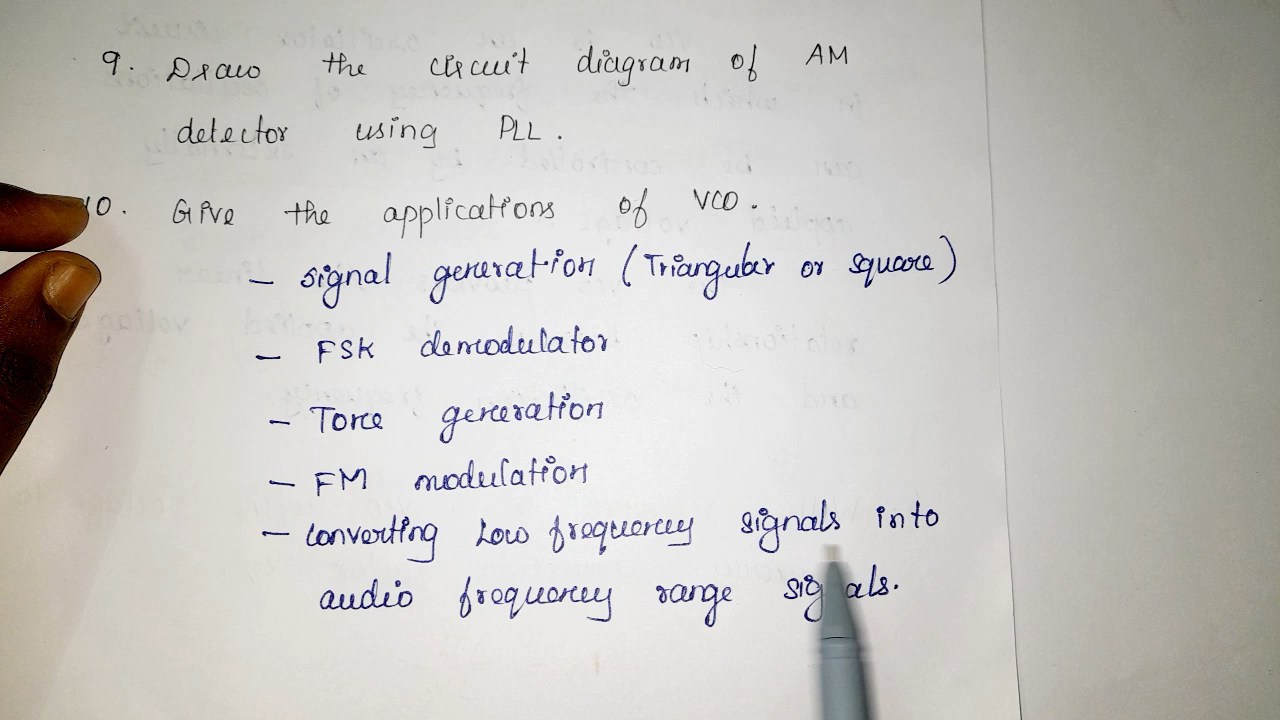 9. Draw the circuit diagram of AM
detector using PLL.
10. Give the applications of VCO.
- Signal generation (Triangular or square)
- FSK demodulator
- Tone generation
- FM modulation
- Converting Low frequency signals into
audio frequency range signals.